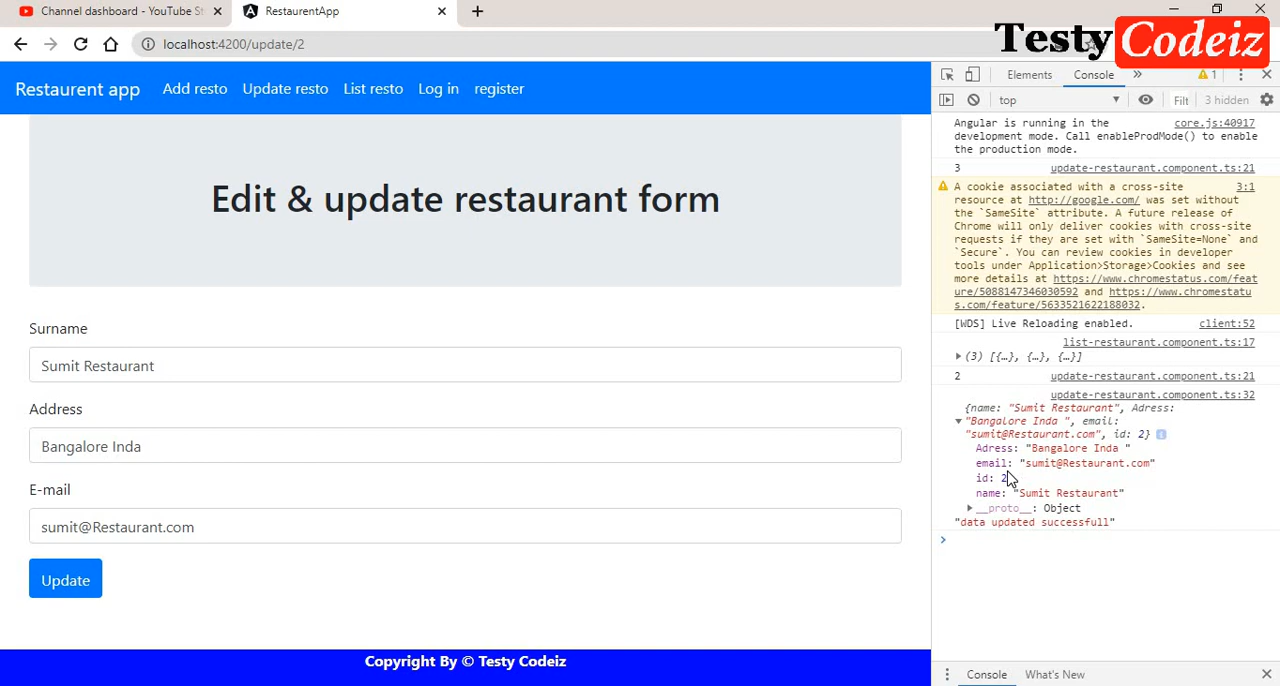 Channel dashboard - YouTube St
RestaurentApp
Testy Codeiz
localhost:4200/update/2
Restaurent app
Add resto
Update resto
List resto
Log in
register
Edit & update restaurant form
Surname
Sumit Restaurant
Address
Bangalore Inda
E-mail
sumit@Restaurant.com
Update
Copyright By © Testy Codeiz
Elements
Console
»
1
top
Filt
3 hidden
Angular is running in the core.js:40917
development mode. Call enableProdMode() to enable
the production mode.
3 update-restaurant.component.ts:21
A cookie associated with a cross-site 3:1
resource at http://google.com/ was set without
the `SameSite` attribute. A future release of
Chrome will only deliver cookies with cross-site
requests if they are set with `SameSite=None` and
`Secure`. You can review cookies in developer
tools under Application>Storage>Cookies and see
more details at https://www.chromestatus.com/feat
ure/5088147346030592 and https://www.chromestatu
s.com/feature/5633521622188032.
[WDS] Live Reloading enabled. client:52
list-restaurant.component.ts:17
(3) [{…}, {…}, {…}]
2 update-restaurant.component.ts:21
update-restaurant.component.ts:32
{name: "Sumit Restaurant", Adress:
"Bangalore Inda ", email:
"sumit@Restaurant.com", id: 2}
Adress: "Bangalore Inda "
email: "sumit@Restaurant.com"
id: 2
name: "Sumit Restaurant"
__proto__: Object
"data updated successfull"
Console
What's New